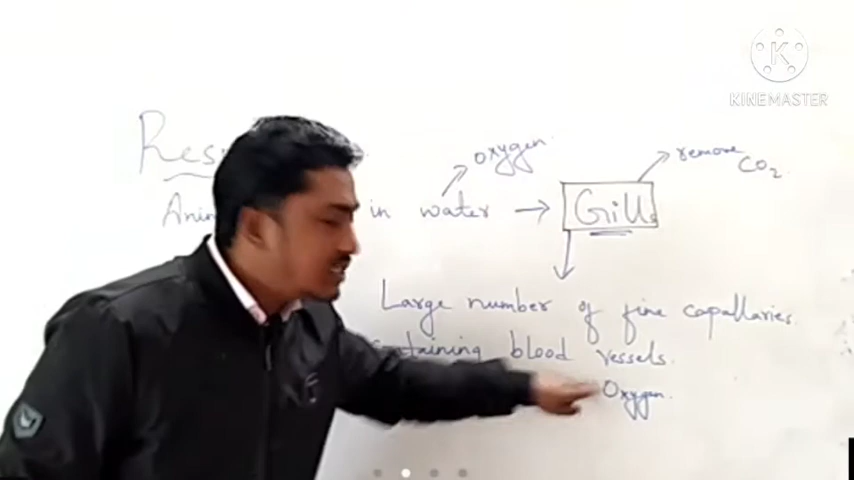 KINEMASTER
oxygen
remove
CO2
in water → Gills
Large number of fine capallaries
blood vessels.
Oxygen.